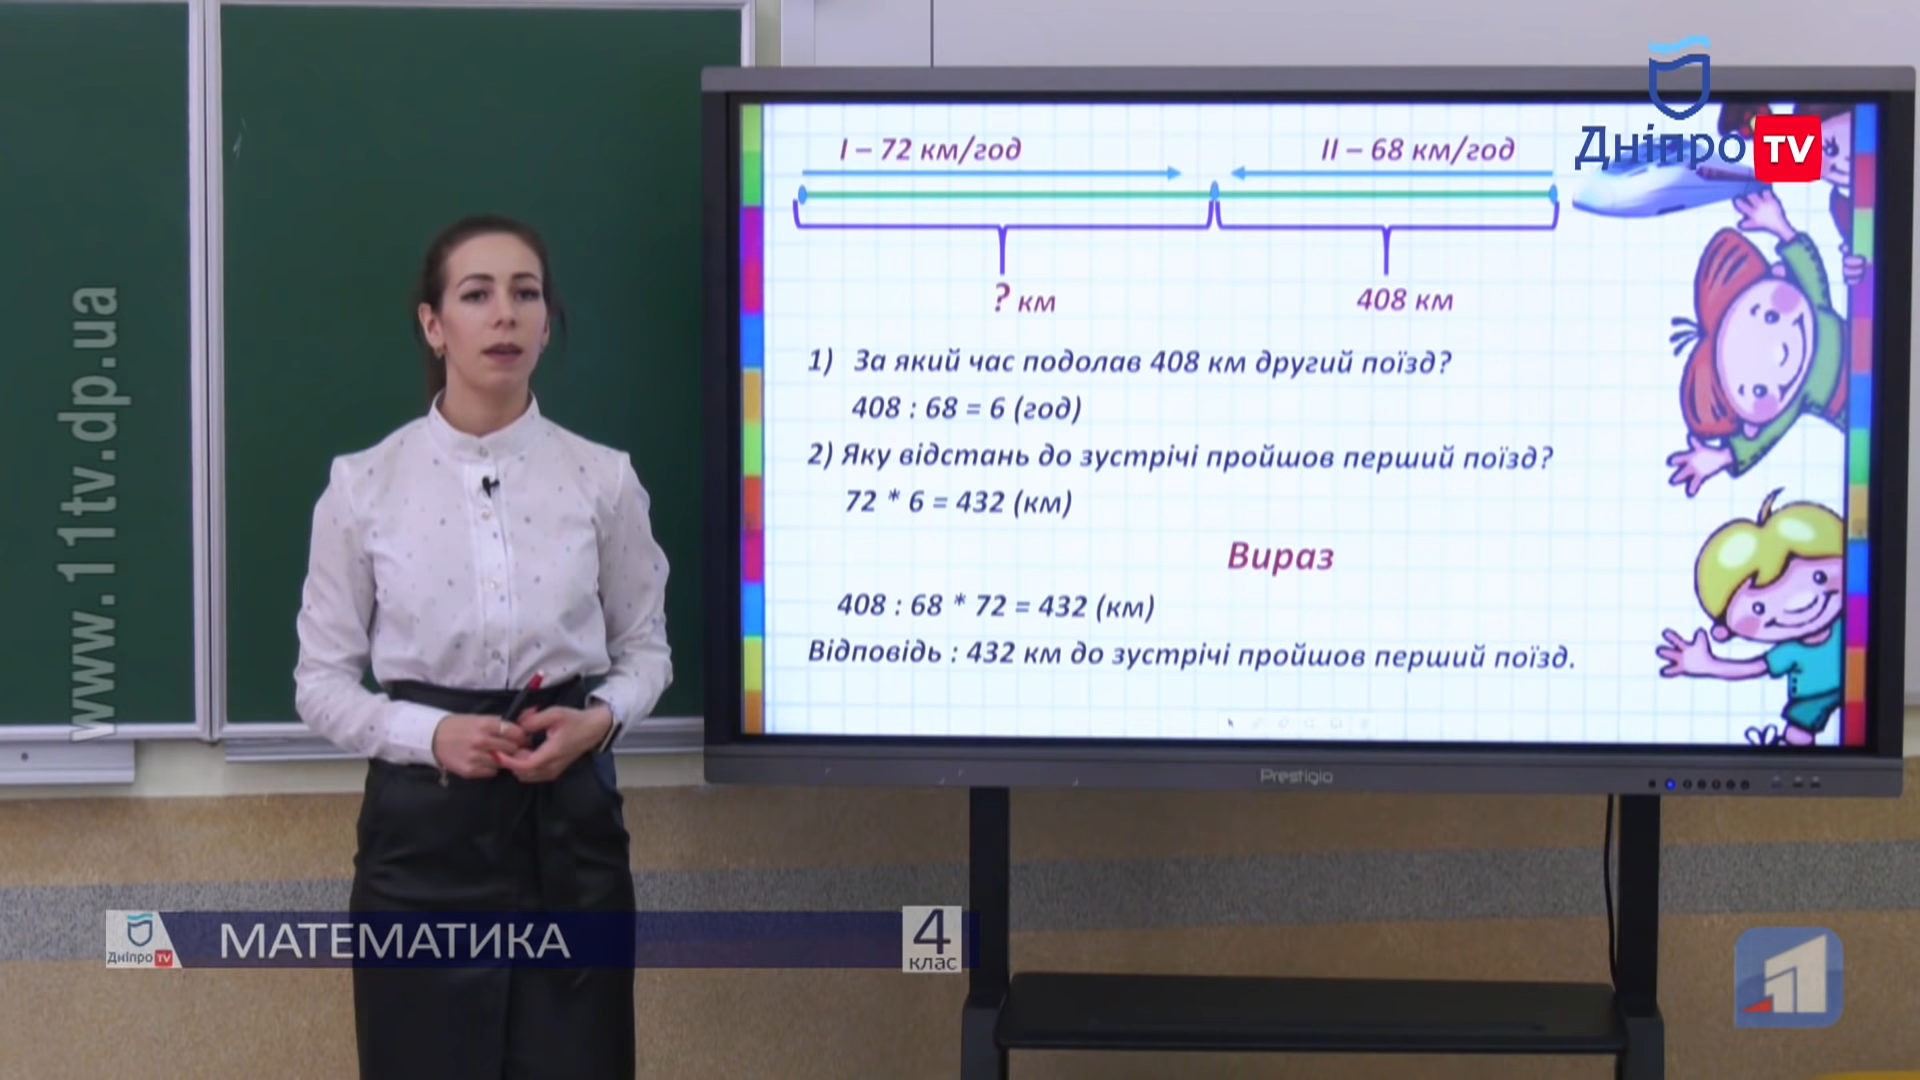 Дніпро TV
I – 72 км/год
II – 68 км/год
? км
408 км
1) За який час подолав 408 км другий поїзд?
408 : 68 = 6 (год)
2) Яку відстань до зустрічі пройшов перший поїзд?
72 * 6 = 432 (км)
Вираз
408 : 68 * 72 = 432 (км)
Відповідь : 432 км до зустрічі пройшов перший поїзд.
Prestigio
www.11tv.dp.ua
Дніпро TV
МАТЕМАТИКА
4
клас
11